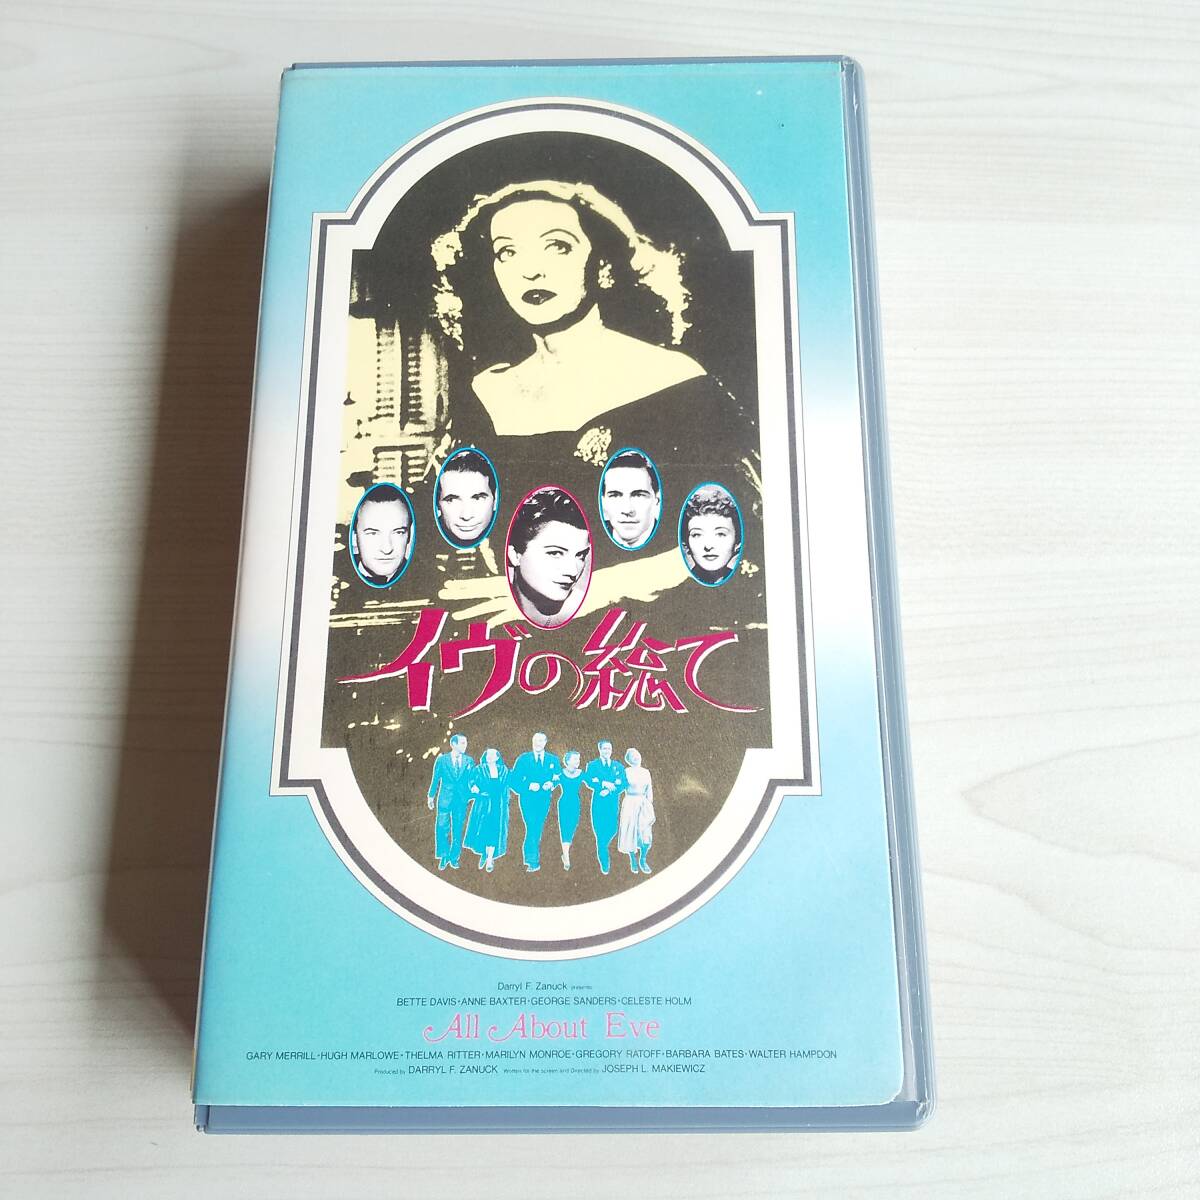 イヴの総て
Darryl F. Zanuck presents
BETTE DAVIS・ANNE BAXTER・GEORGE SANDERS・CELESTE HOLM
All About Eve
GARY MERRILL・HUGH MARLOWE・THELMA RITTER・MARILYN MONROE・GREGORY RATOFF・BARBARA BATES・WALTER HAMPDON
Produced by DARRYL F. ZANUCK Written for the screen and Directed by JOSEPH L. MAKIEWICZ